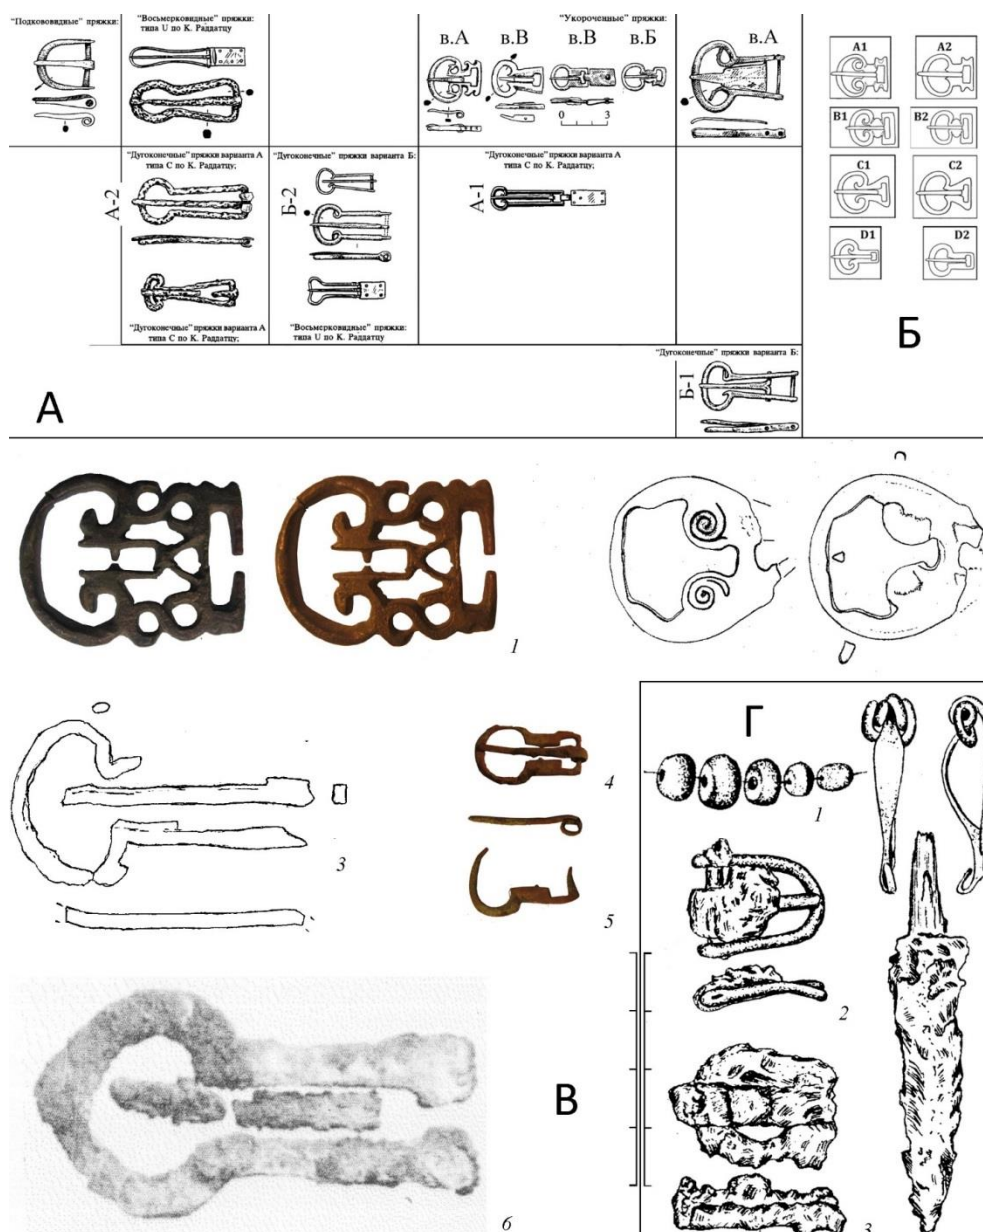 "Подкововидные" пряжки:
"Восьмерковидные" пряжки:
типа U по К. Раддатцу
"Укороченные" пряжки:
в.А
в.В
в.В
в.Б
в.А
0 3
"Дугоконечные" пряжки варианта А
типа С по К. Раддатцу;
А-2
"Дугоконечные" пряжки варианта А
типа С по К. Раддатцу;
"Дугоконечные" пряжки варианта Б:
Б-2
"Восьмерковидные" пряжки:
типа U по К. Раддатцу
"Дугоконечные" пряжки варианта А
типа С по К. Раддатцу;
А-1
"Дугоконечные" пряжки варианта Б:
Б-1
А
A1
A2
B1
B2
C1
C2
D1
D2
Б
1
3
4
5
6
В
Г
1
2
3